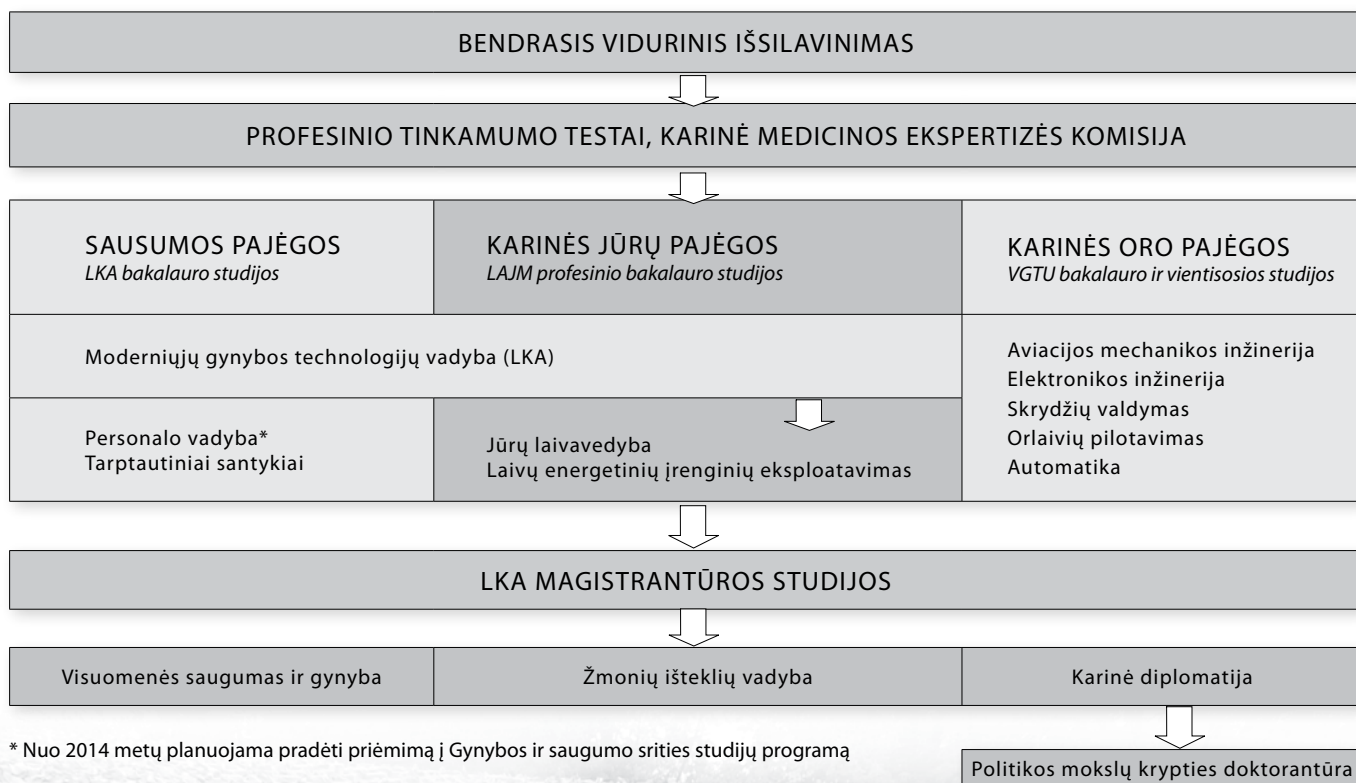 BENDRASIS VIDURINIS IŠSILAVINIMAS
PROFESINIO TINKAMUMO TESTAI, KARINĖ MEDICINOS EKSPERTIZĖS KOMISIJA
SAUSUMOS PAJĖGOS
LKA bakalauro studijos
KARINĖS JŪRŲ PAJĖGOS
LAJM profesinio bakalauro studijos
KARINĖS ORO PAJĖGOS
VGTU bakalauro ir vientisosios studijos
Moderniųjų gynybos technologijų vadyba (LKA)
Personalo vadyba*
Tarptautiniai santykiai
Jūrų laivavedyba
Laivų energetinių įrenginių eksploatavimas
Aviacijos mechanikos inžinerija
Elektronikos inžinerija
Skrydžių valdymas
Orlaivių pilotavimas
Automatika
LKA MAGISTRANTŪROS STUDIJOS
Visuomenės saugumas ir gynyba
Žmonių išteklių vadyba
Karinė diplomatija
* Nuo 2014 metų planuojama pradėti priėmimą į Gynybos ir saugumo srities studijų programą
Politikos mokslų krypties doktorantūra